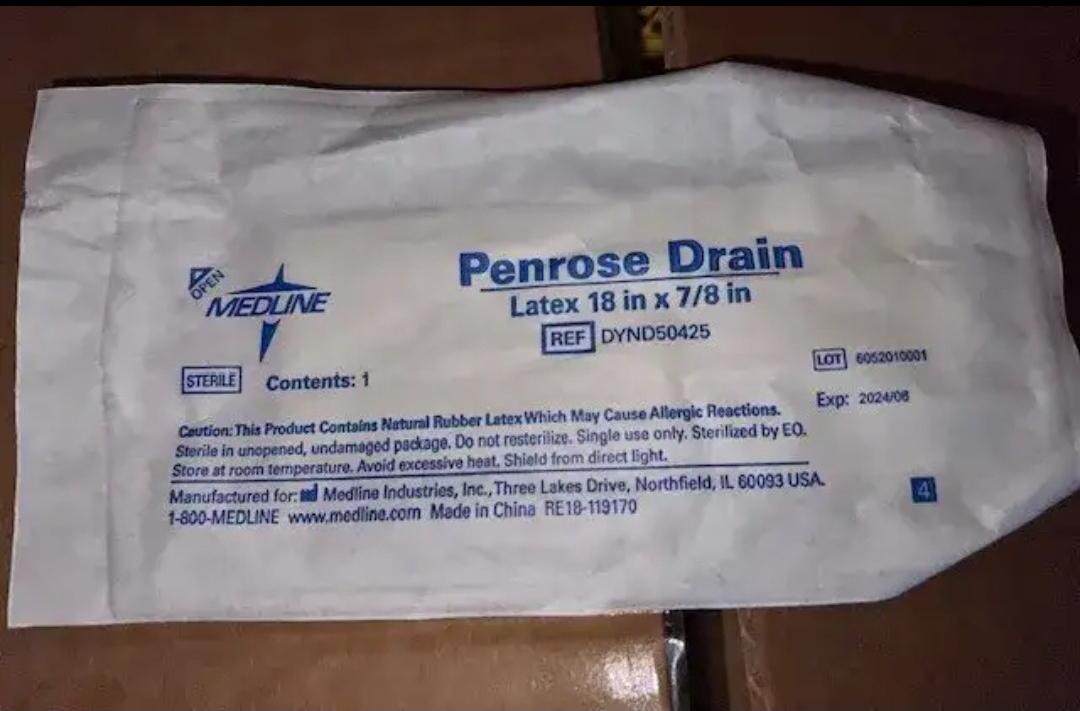 OPEN
MEDLINE
Penrose Drain
Latex 18 in x 7/8 in
REF DYND50425
LOT 6052010001
STERILE Contents: 1
Exp: 2024/06
Caution: This Product Contains Natural Rubber Latex Which May Cause Allergic Reactions.
Sterile in unopened, undamaged package. Do not resterilize. Single use only. Sterilized by EO.
Store at room temperature. Avoid excessive heat. Shield from direct light.
Manufactured for: Medline Industries, Inc., Three Lakes Drive, Northfield, IL 60093 USA.
1-800-MEDLINE www.medline.com Made in China RE18-119170
4